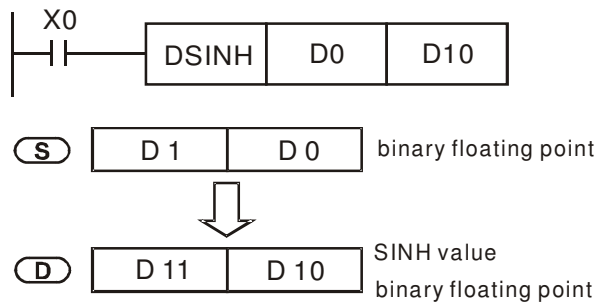 X0
DSINH D0 D10
S D 1 D 0 binary floating point
D D 11 D 10 SINH value
binary floating point